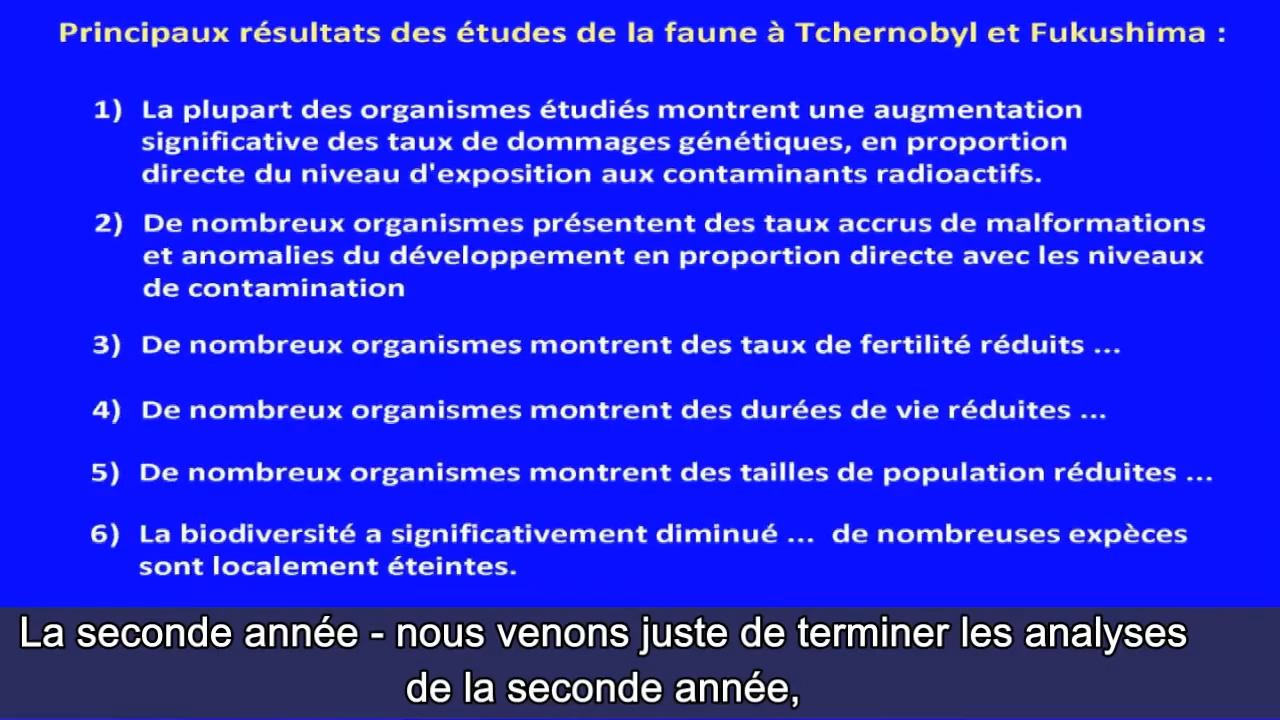 Principaux résultats des études de la faune à Tchernobyl et Fukushima :
1) La plupart des organismes étudiés montrent une augmentation
significative des taux de dommages génétiques, en proportion
directe du niveau d'exposition aux contaminants radioactifs.
2) De nombreux organismes présentent des taux accrus de malformations
et anomalies du développement en proportion directe avec les niveaux
de contamination
3) De nombreux organismes montrent des taux de fertilité réduits ...
4) De nombreux organismes montrent des durées de vie réduites ...
5) De nombreux organismes montrent des tailles de population réduites ...
6) La biodiversité a significativement diminué ... de nombreuses expèces
sont localement éteintes.
La seconde année - nous venons juste de terminer les analyses
de la seconde année,